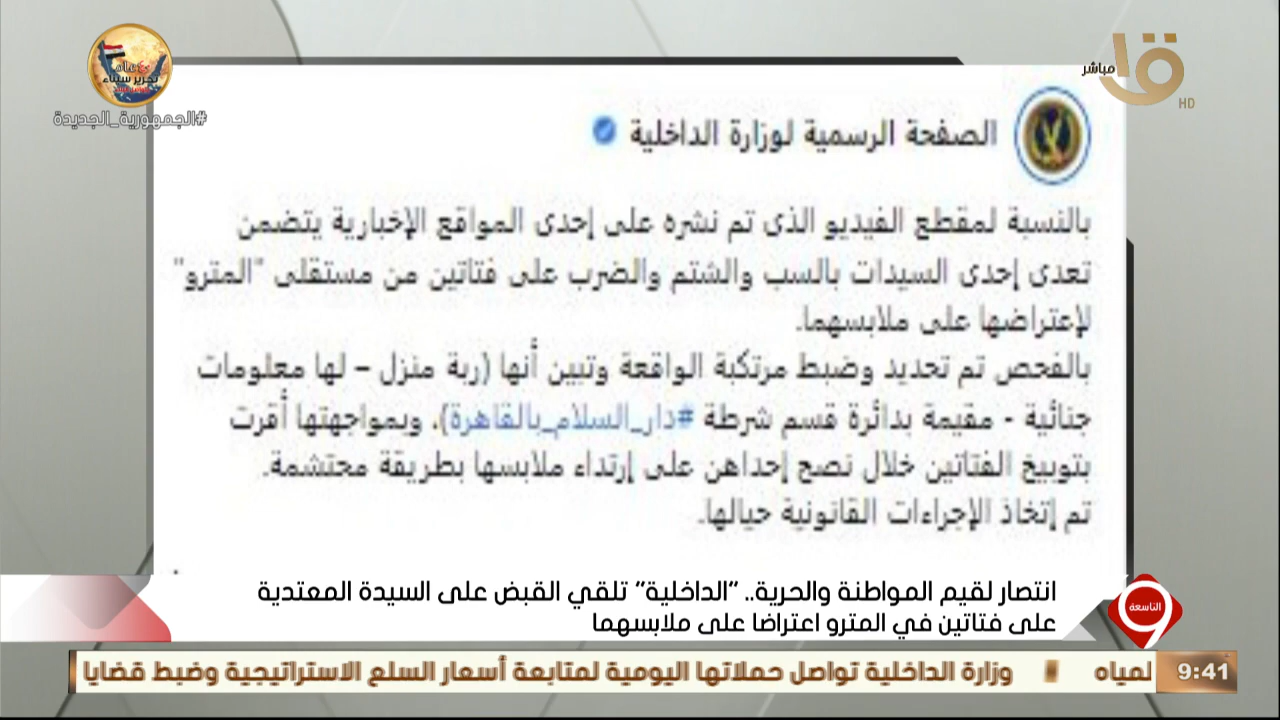 40 عام
تحرير سيناء
#الجمهورية_الجديدة
مباشر
HD
الصفحة الرسمية لوزارة الداخلية
بالنسبة لمقطع الفيديو الذى تم نشره على إحدى المواقع الإخبارية يتضمن
تعدى إحدى السيدات بالسب والشتم والضرب على فتاتين من مستقلى "المترو"
لإعتراضها على ملابسهما.
بالفحص تم تحديد وضبط مرتكبة الواقعة وتبين أنها (ربة منزل – لها معلومات
جنائية - مقيمة بدائرة قسم شرطة #دار_السلام_بالقاهرة)، وبمواجهتها أقرت
بتوبيخ الفتاتين خلال نصح إحداهن على إرتداء ملابسها بطريقة محتشمة.
تم إتخاذ الإجراءات القانونية حيالها.
انتصار لقيم المواطنة والحرية.. "الداخلية" تلقي القبض على السيدة المعتدية
على فتاتين في المترو اعتراضا على ملابسهما
التاسعة
9:41
لمياه وزارة الداخلية تواصل حملاتها اليومية لمتابعة أسعار السلع الاستراتيجية وضبط قضايا